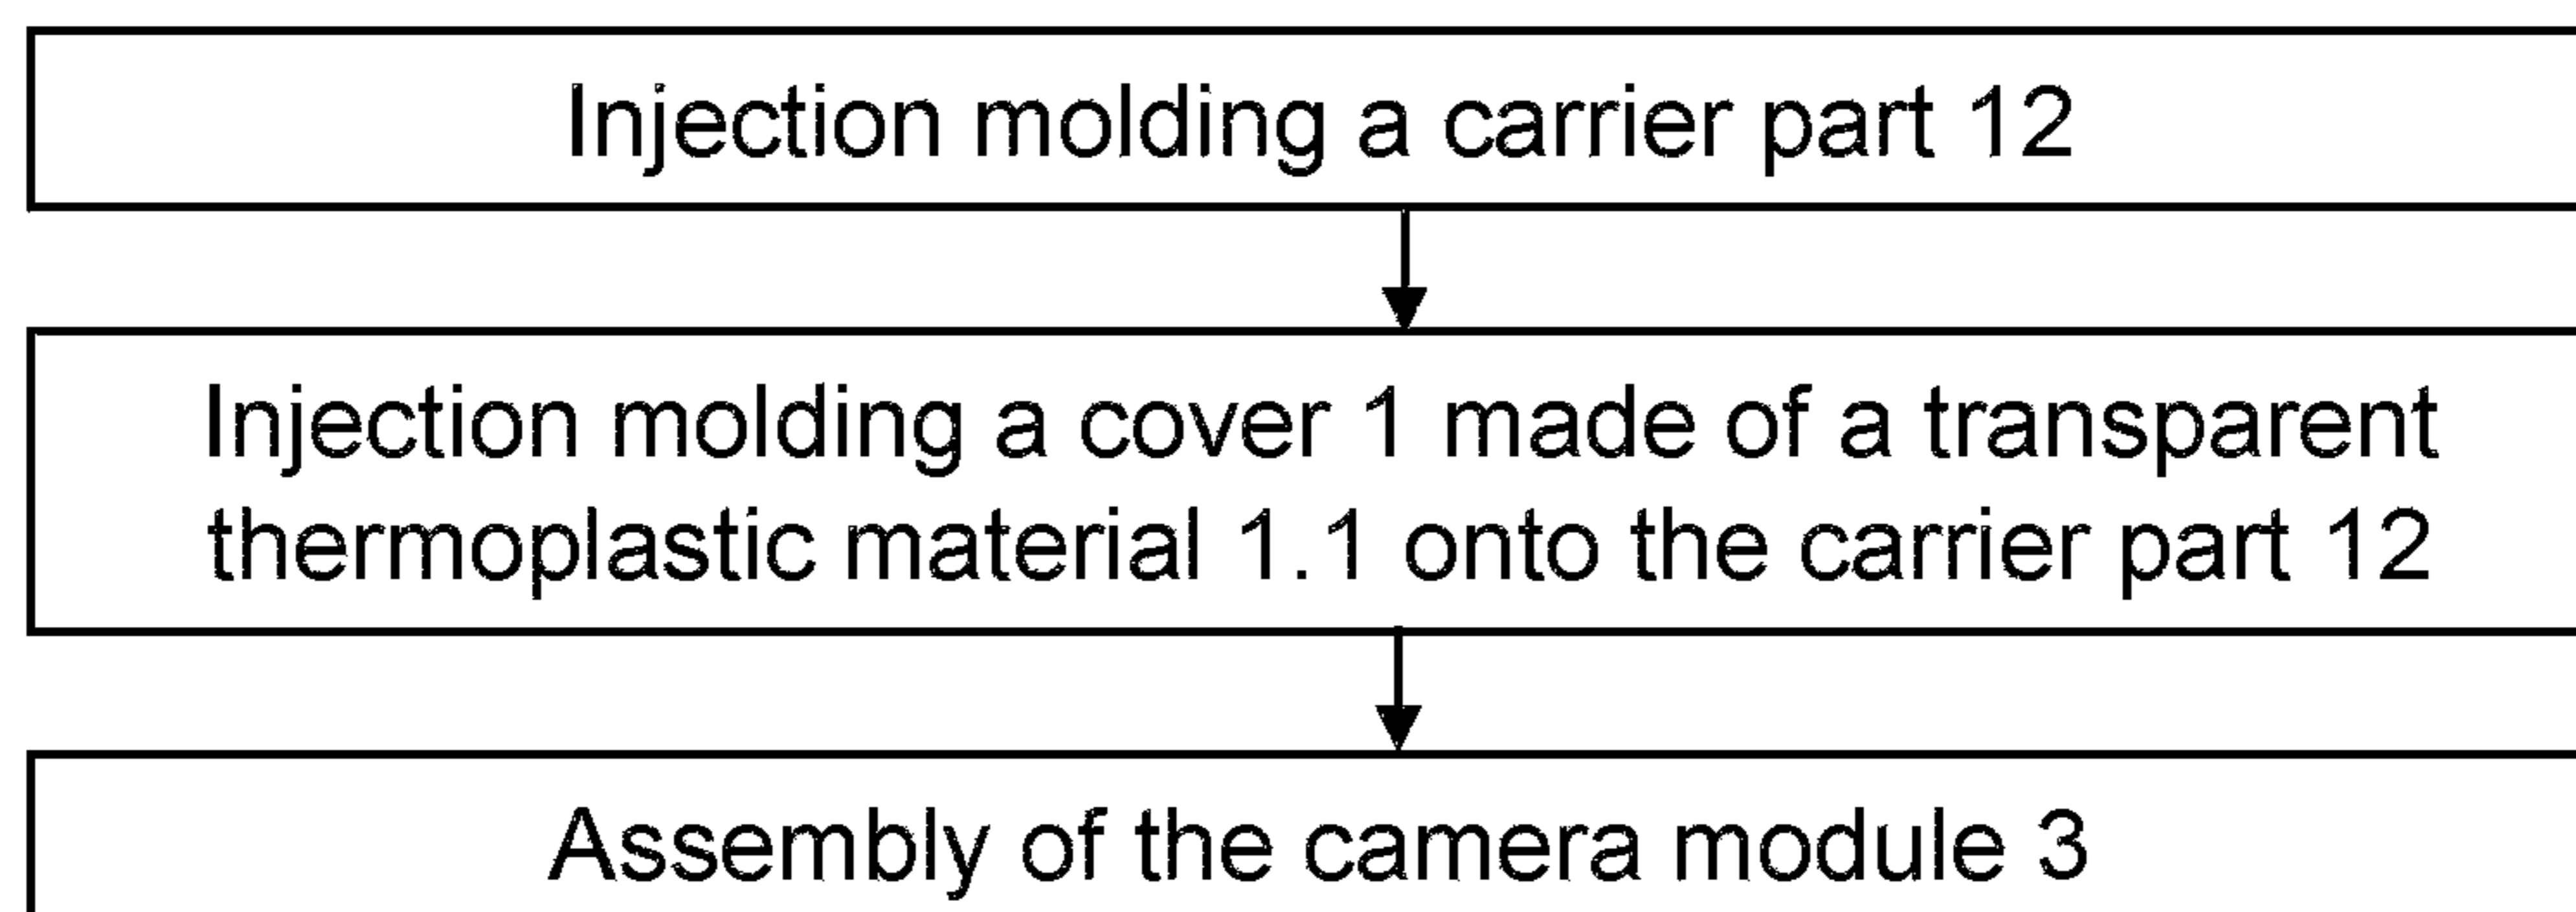 Injection molding a carrier part 12
Injection molding a cover 1 made of a transparent
thermoplastic material 1.1 onto the carrier part 12
Assembly of the camera module 3